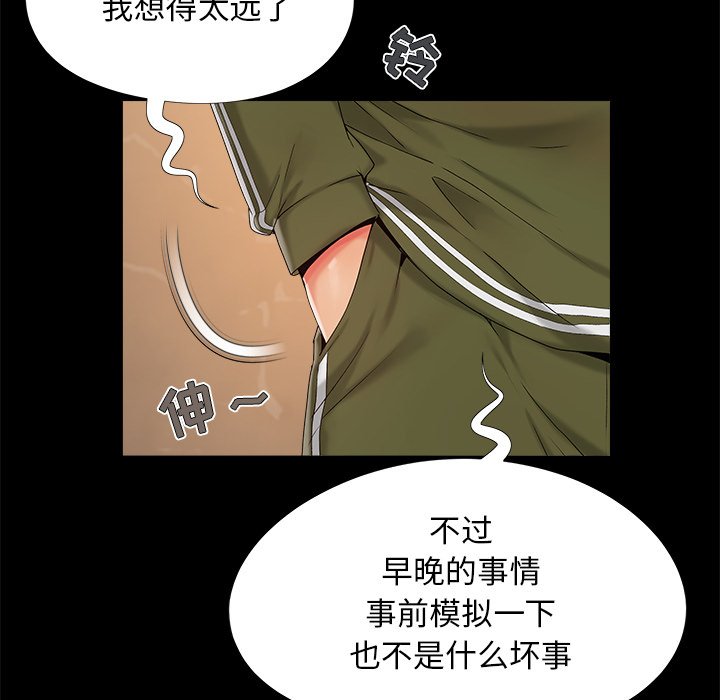 我想得太远了
铃
伸~
不过
早晚的事情
事前模拟一下
也不是什么坏事